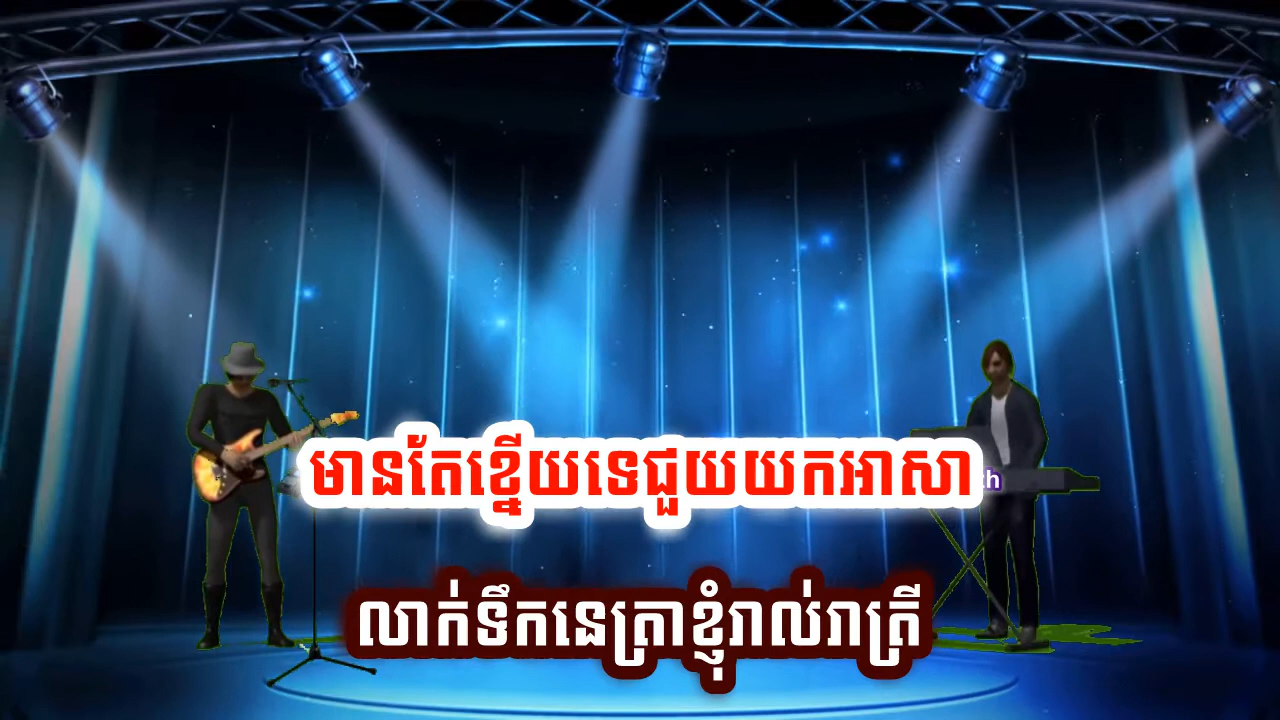 មានតែខ្នើយទេជួយយកអាសា
លាក់ទឹកនេត្រាខ្ញុំរាល់រាត្រី